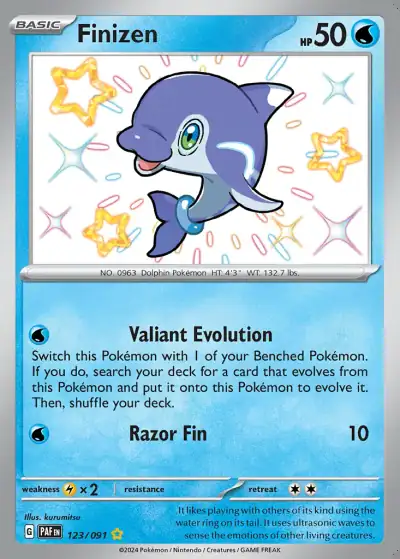 BASIC
Finizen
HP 50
NO. 0963 Dolphin Pokémon HT: 4'3" WT: 132.7 lbs.
Valiant Evolution
Switch this Pokémon with 1 of your Benched Pokémon.
If you do, search your deck for a card that evolves from
this Pokémon and put it onto this Pokémon to evolve it.
Then, shuffle your deck.
Razor Fin 10
weakness ×2 resistance retreat
Illus. kurumitsu
G PAF EN 123/091
It likes playing with others of its kind using
the water ring on its tail. It uses ultrasonic waves to
sense the emotions of other living creatures.
©2024 Pokémon / Nintendo / Creatures / GAME FREAK